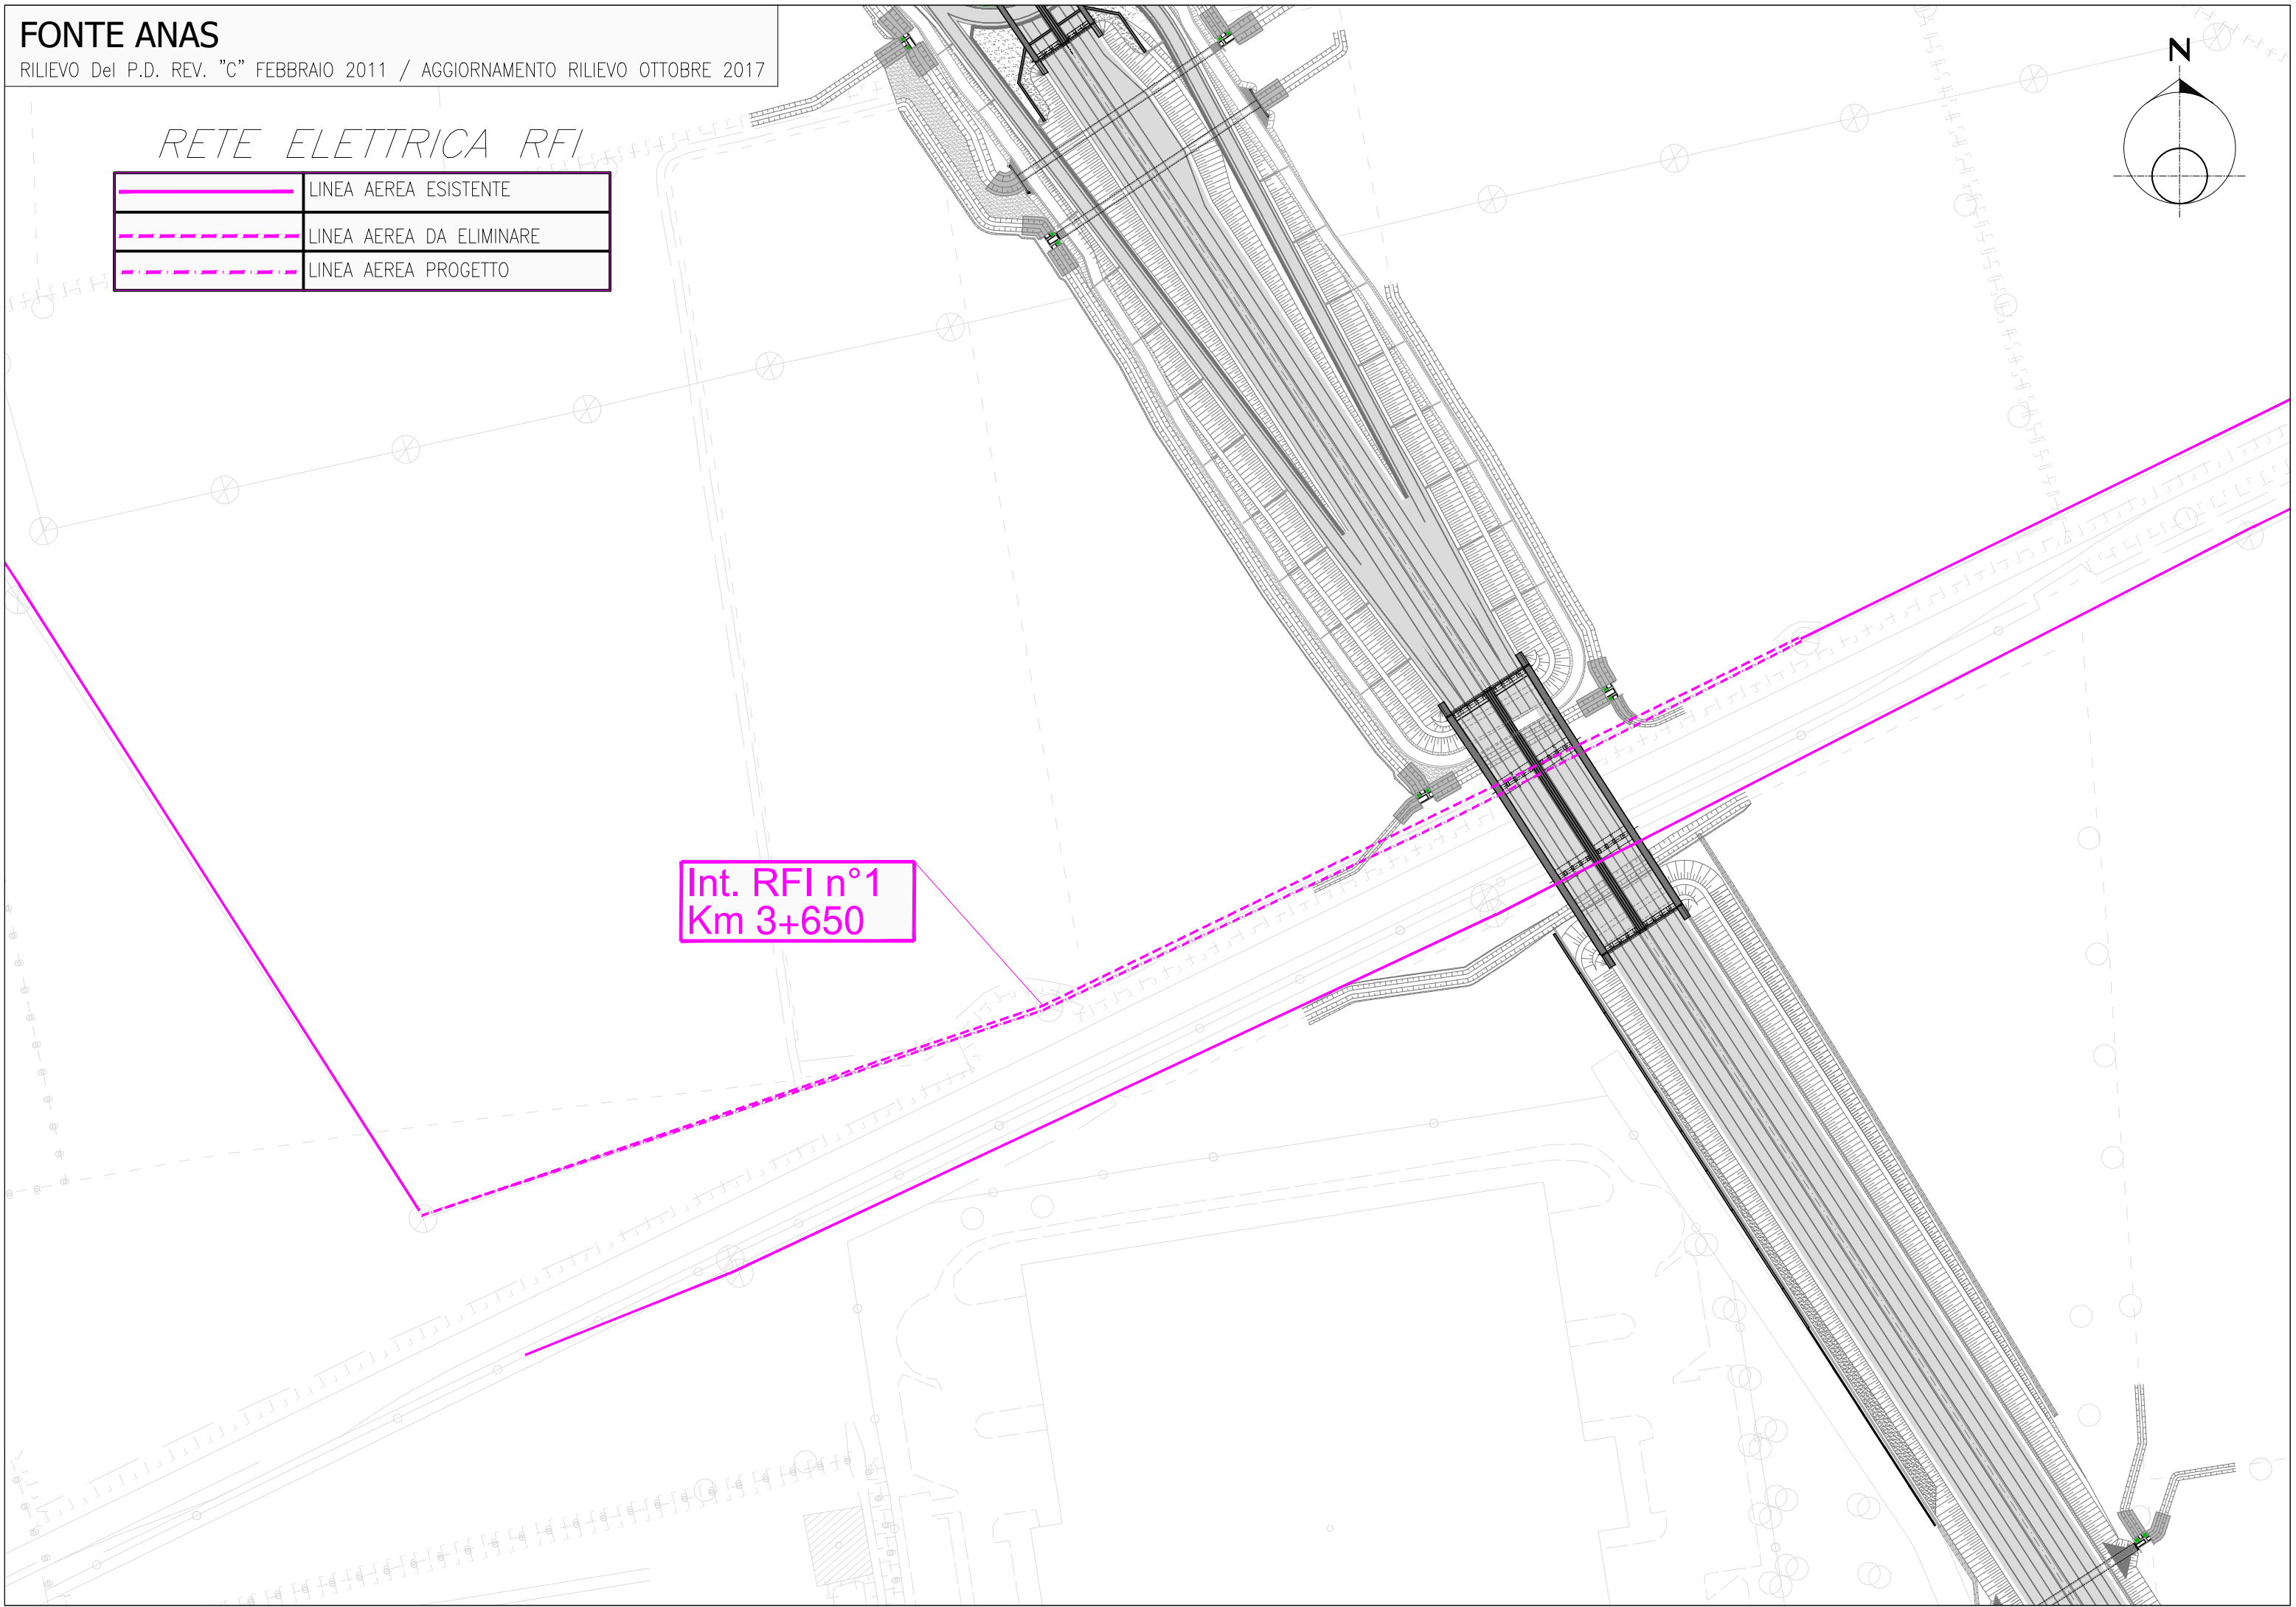 FONTE ANAS
RILIEVO Del P.D. REV. "C" FEBBRAIO 2011 / AGGIORNAMENTO RILIEVO OTTOBRE 2017
N
RETE ELETTRICA RFI
LINEA AEREA ESISTENTE
LINEA AEREA DA ELIMINARE
LINEA AEREA PROGETTO
Int. RFI n°1
Km 3+650